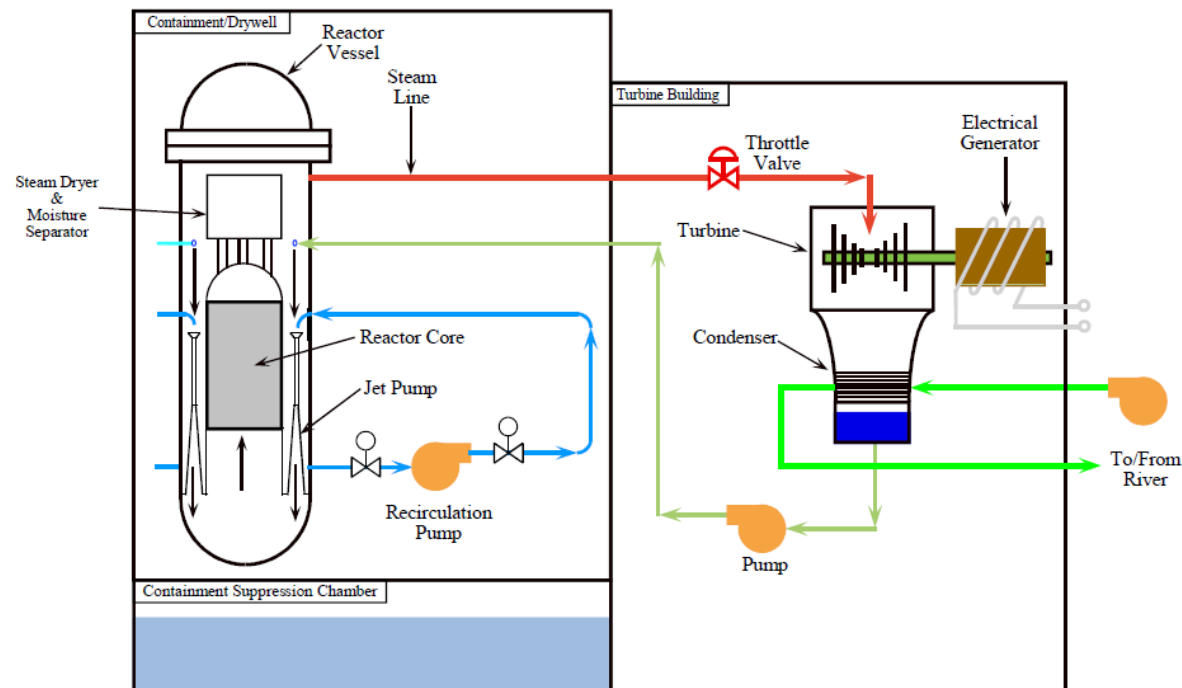 Containment/Drywell
Reactor
Vessel
Steam
Line
Turbine Building
Throttle
Valve
Electrical
Generator
Steam Dryer
&
Moisture
Separator
Turbine
Reactor Core
Condenser
Jet Pump
To/From
River
Recirculation
Pump
Pump
Containment Suppression Chamber